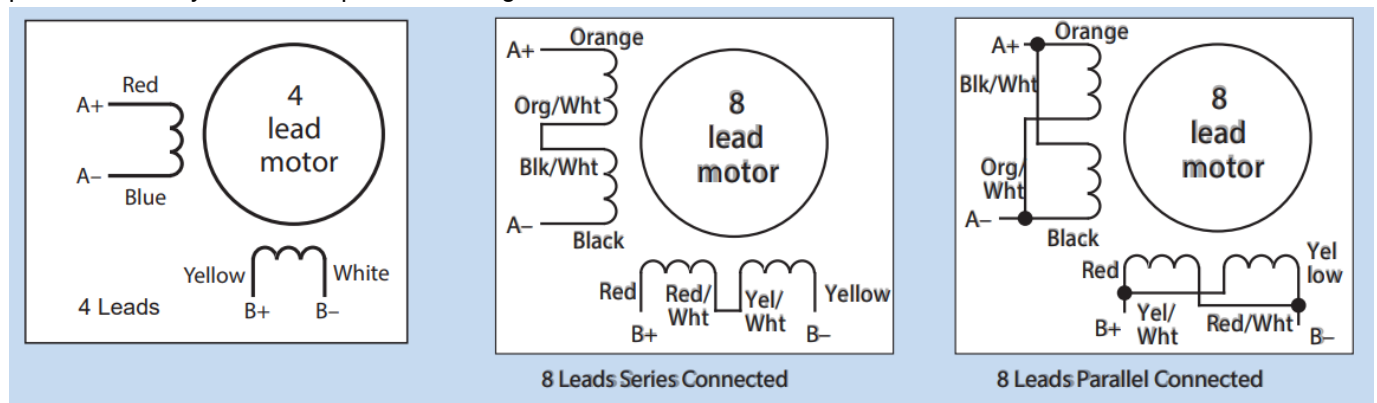 Red
A+
4
lead
motor
A–
Blue
Yellow
White
4 Leads
B+
B–
Orange
A+
Org/Wht
8
lead
motor
Blk/Wht
A–
Black
Red
Red/
Wht
Yel/
Wht
Yellow
B+
B–
8 Leads Series Connected
Orange
A+
Blk/Wht
8
lead
motor
Org/
Wht
A–
Black
Red
Yel
low
Yel/
Wht
Red/Wht
B+
B–
8 Leads Parallel Connected